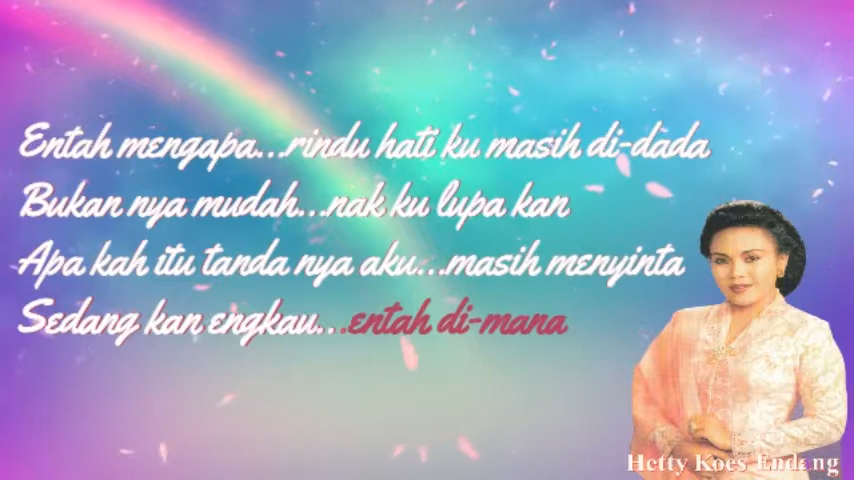 Entah mengapa...rindu hati ku masih di-dada
Bukan nya mudah...nak ku lupa kan
Apa kah itu tanda nya aku...masih menyinta
Sedang kan engkau...entah di-mana
Hetty Koes Endang